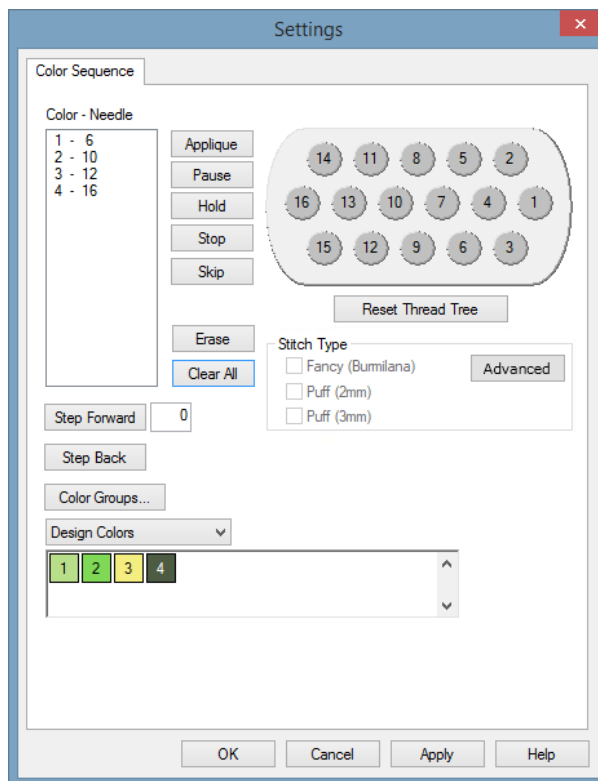 Settings
×
Color Sequence
Color - Needle
1 - 6
2 - 10
3 - 12
4 - 16
Applique
Pause
Hold
Stop
Skip
Erase
Clear All
14 11 8 5 2
16 13 10 7 4 1
15 12 9 6 3
Reset Thread Tree
Stitch Type
Fancy (Burmilana)
Puff (2mm)
Puff (3mm)
Advanced
Step Forward 0
Step Back
Color Groups...
Design Colors
1 2 3 4
OK Cancel Apply Help